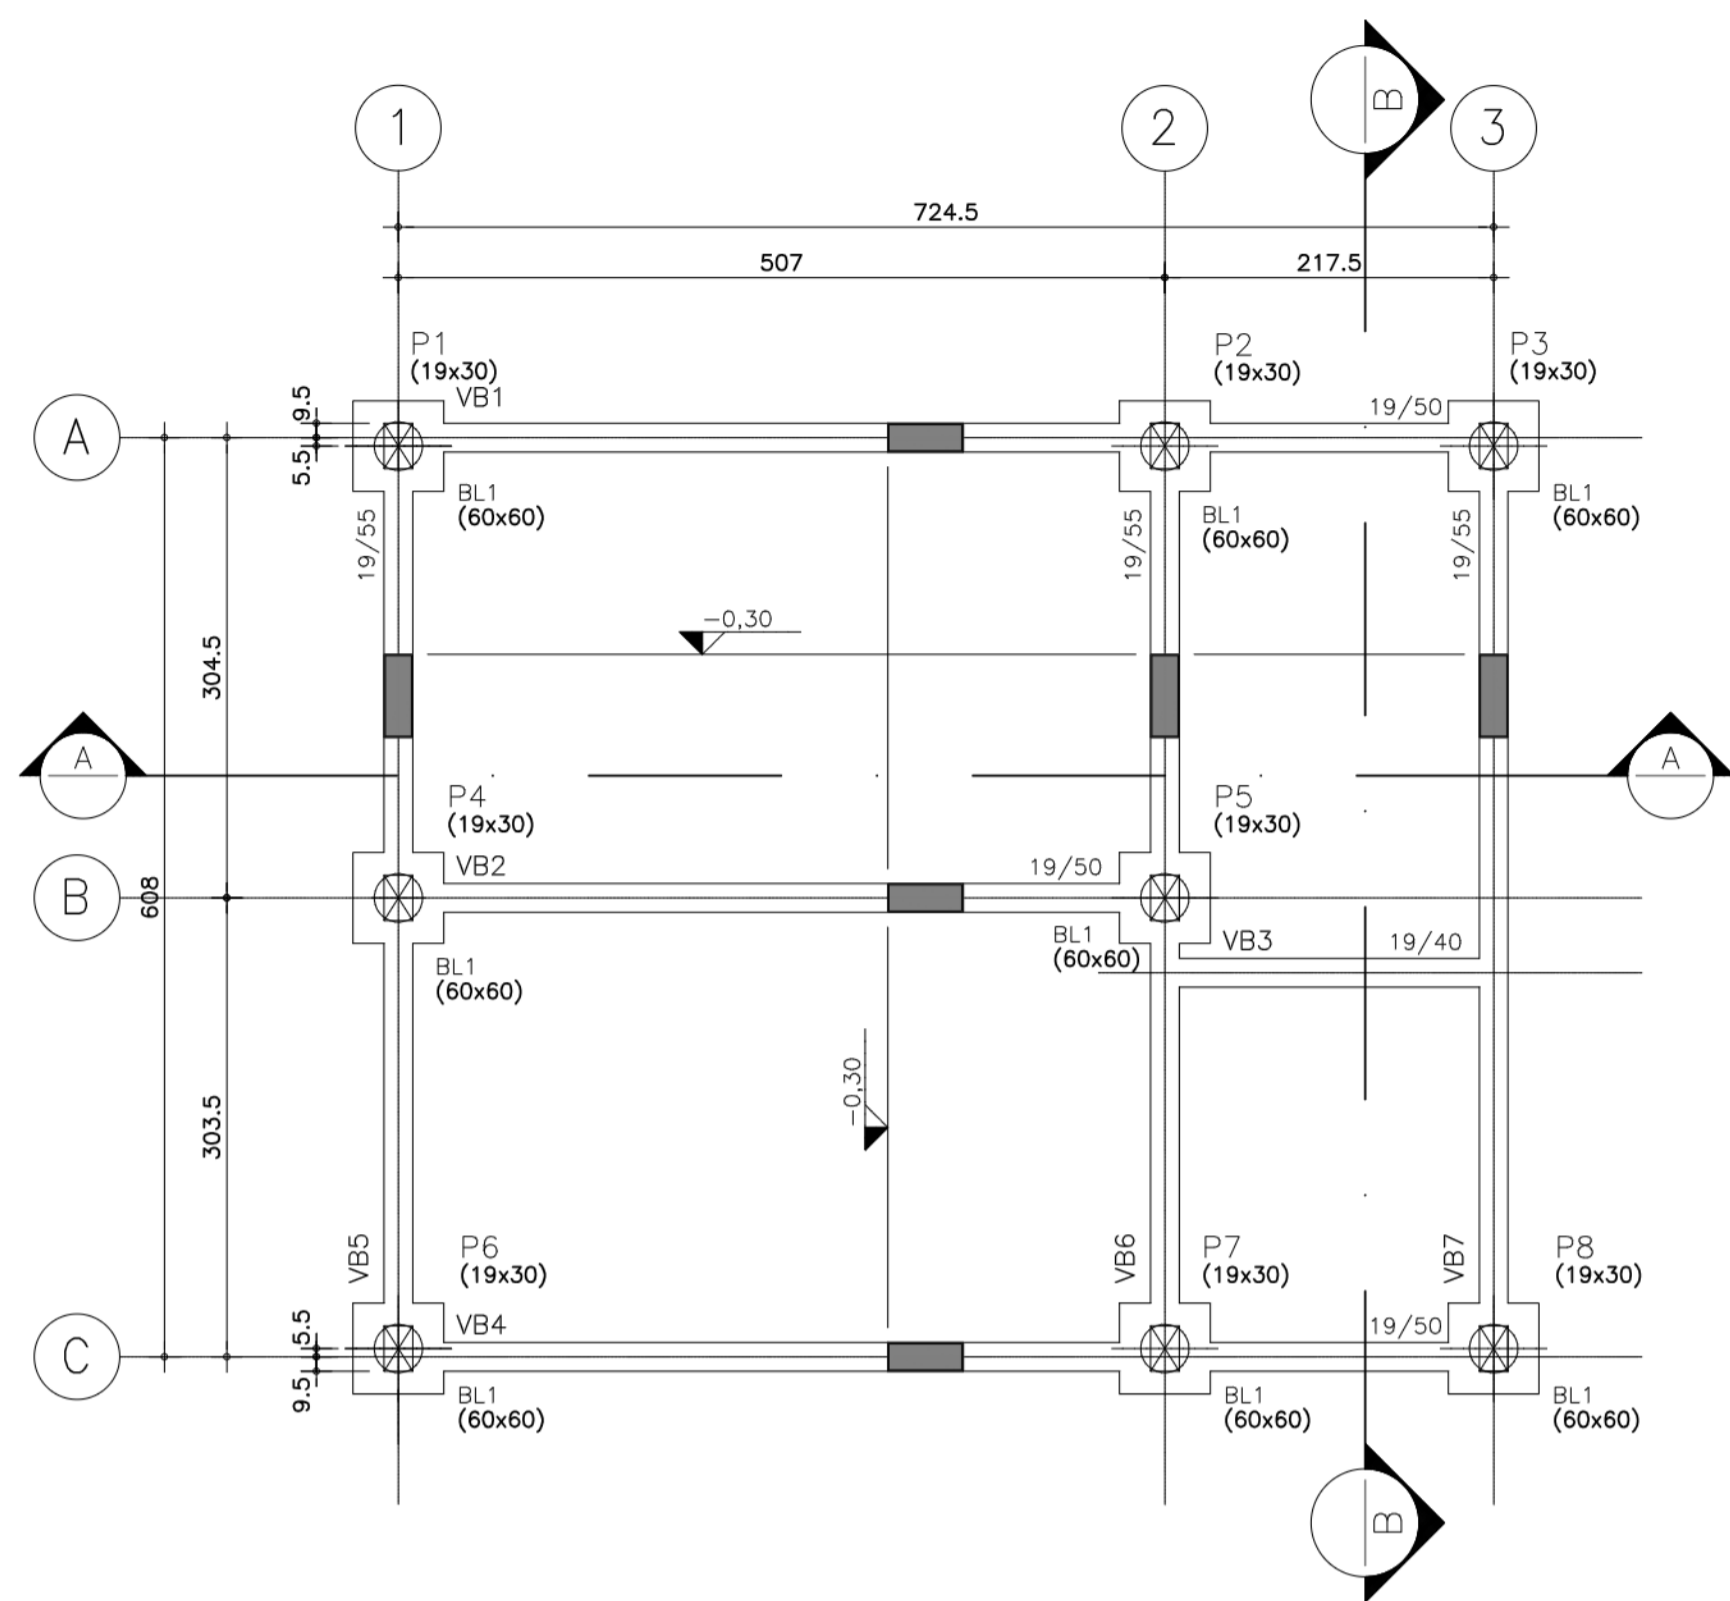 B
1
2
3
724.5
507
217.5
P1
(19x30)
P2
(19x30)
P3
(19x30)
VB1
19/50
9.5
A
5.5
BL1
(60x60)
BL1
(60x60)
BL1
(60x60)
19/55
19/55
19/55
-0,30
304.5
A
A
P4
(19x30)
P5
(19x30)
VB2
19/50
B
608
BL1
(60x60)
BL1
(60x60)
VB3
19/40
-0,30
303.5
VB5
P6
(19x30)
VB6
P7
(19x30)
VB7
P8
(19x30)
VB4
19/50
5.5
C
9.5
BL1
(60x60)
BL1
(60x60)
BL1
(60x60)
B